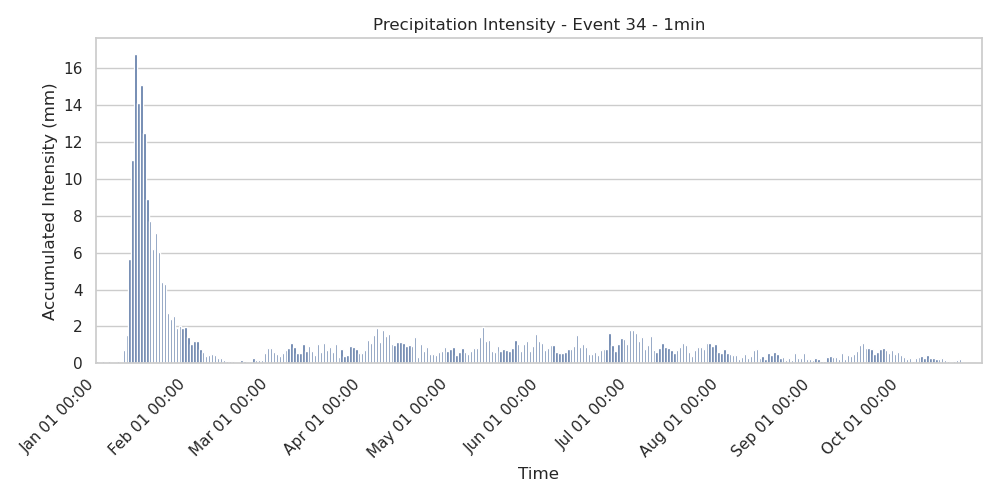 Precipitation Intensity - Event 34 - 1min
Accumulated Intensity (mm)
16
14
12
10
8
6
4
2
0
Jan 01 00:00
Feb 01 00:00
Mar 01 00:00
Apr 01 00:00
May 01 00:00
Jun 01 00:00
Jul 01 00:00
Aug 01 00:00
Sep 01 00:00
Oct 01 00:00
Time